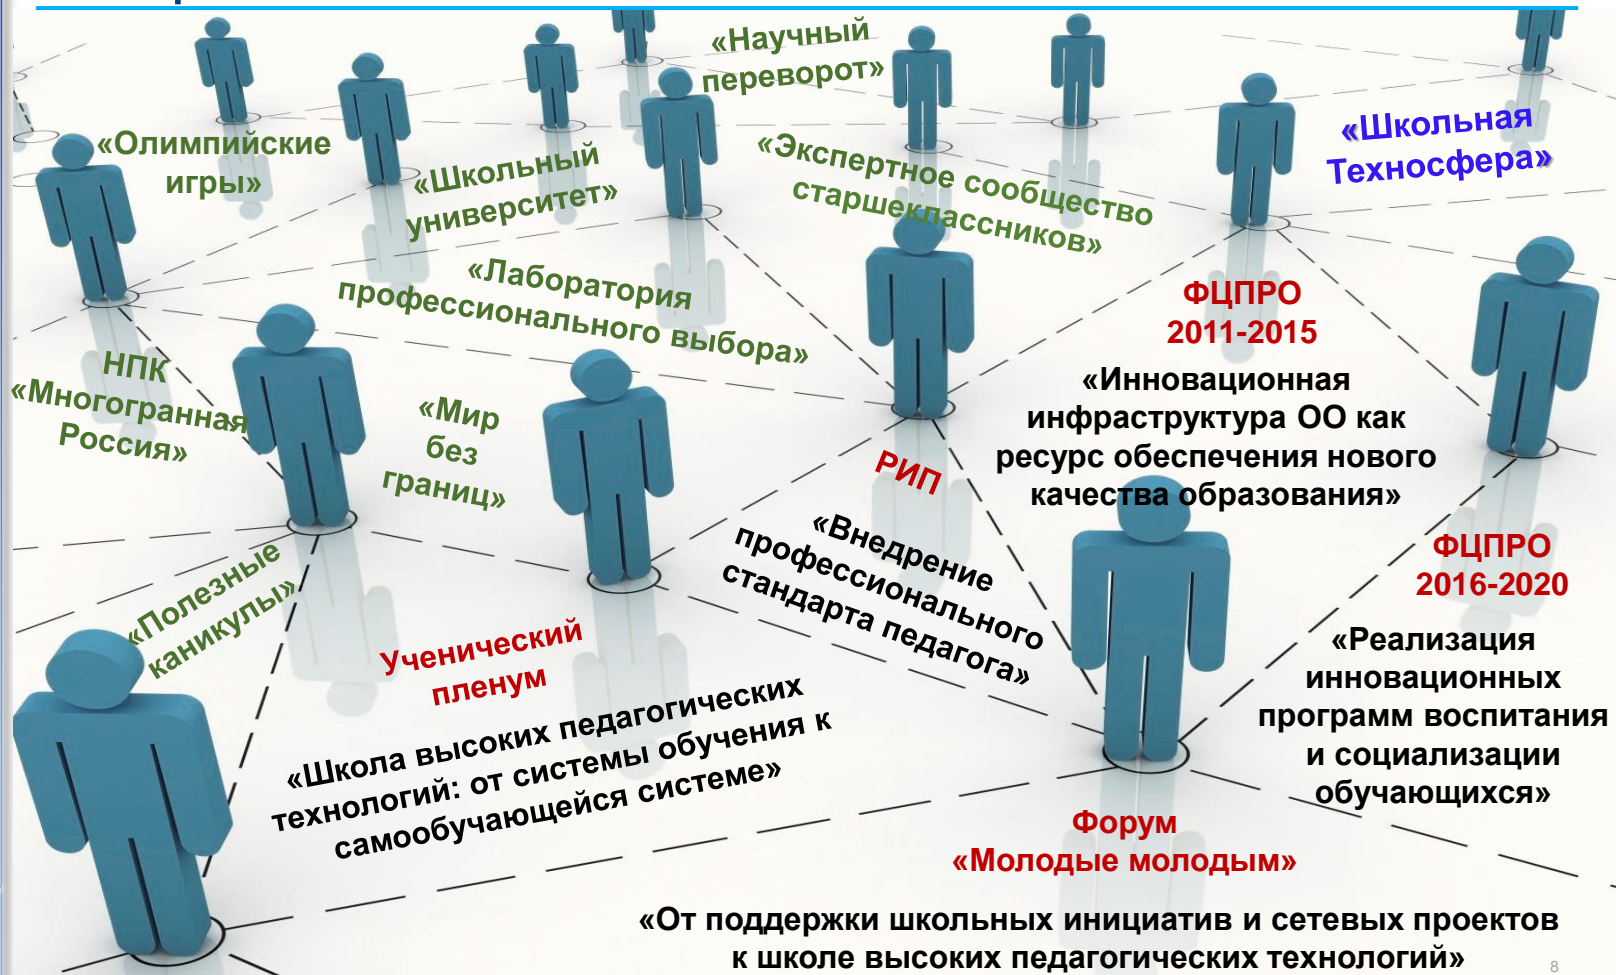 «Научный
переворот»
«Олимпийские
игры»
«Школьный
университет»
«Экспертное сообщество
старшеклассников»
«Школьная
Техносфера»
«Лаборатория
профессионального выбора»
ФЦПРО
2011-2015
«Инновационная
инфраструктура ОО как
ресурс обеспечения нового
качества образования»
НПК
«Многогранная
Россия»
«Мир
без
границ»
РИП
«Внедрение
профессионального
стандарта педагога»
ФЦПРО
2016-2020
«Реализация
инновационных
программ воспитания
и социализации
обучающихся»
«Полезные
каникулы»
Ученический
пленум
«Школа высоких педагогических
технологий: от системы обучения к
самообучающейся системе»
Форум
«Молодые молодым»
«От поддержки школьных инициатив и сетевых проектов
к школе высоких педагогических технологий»
8